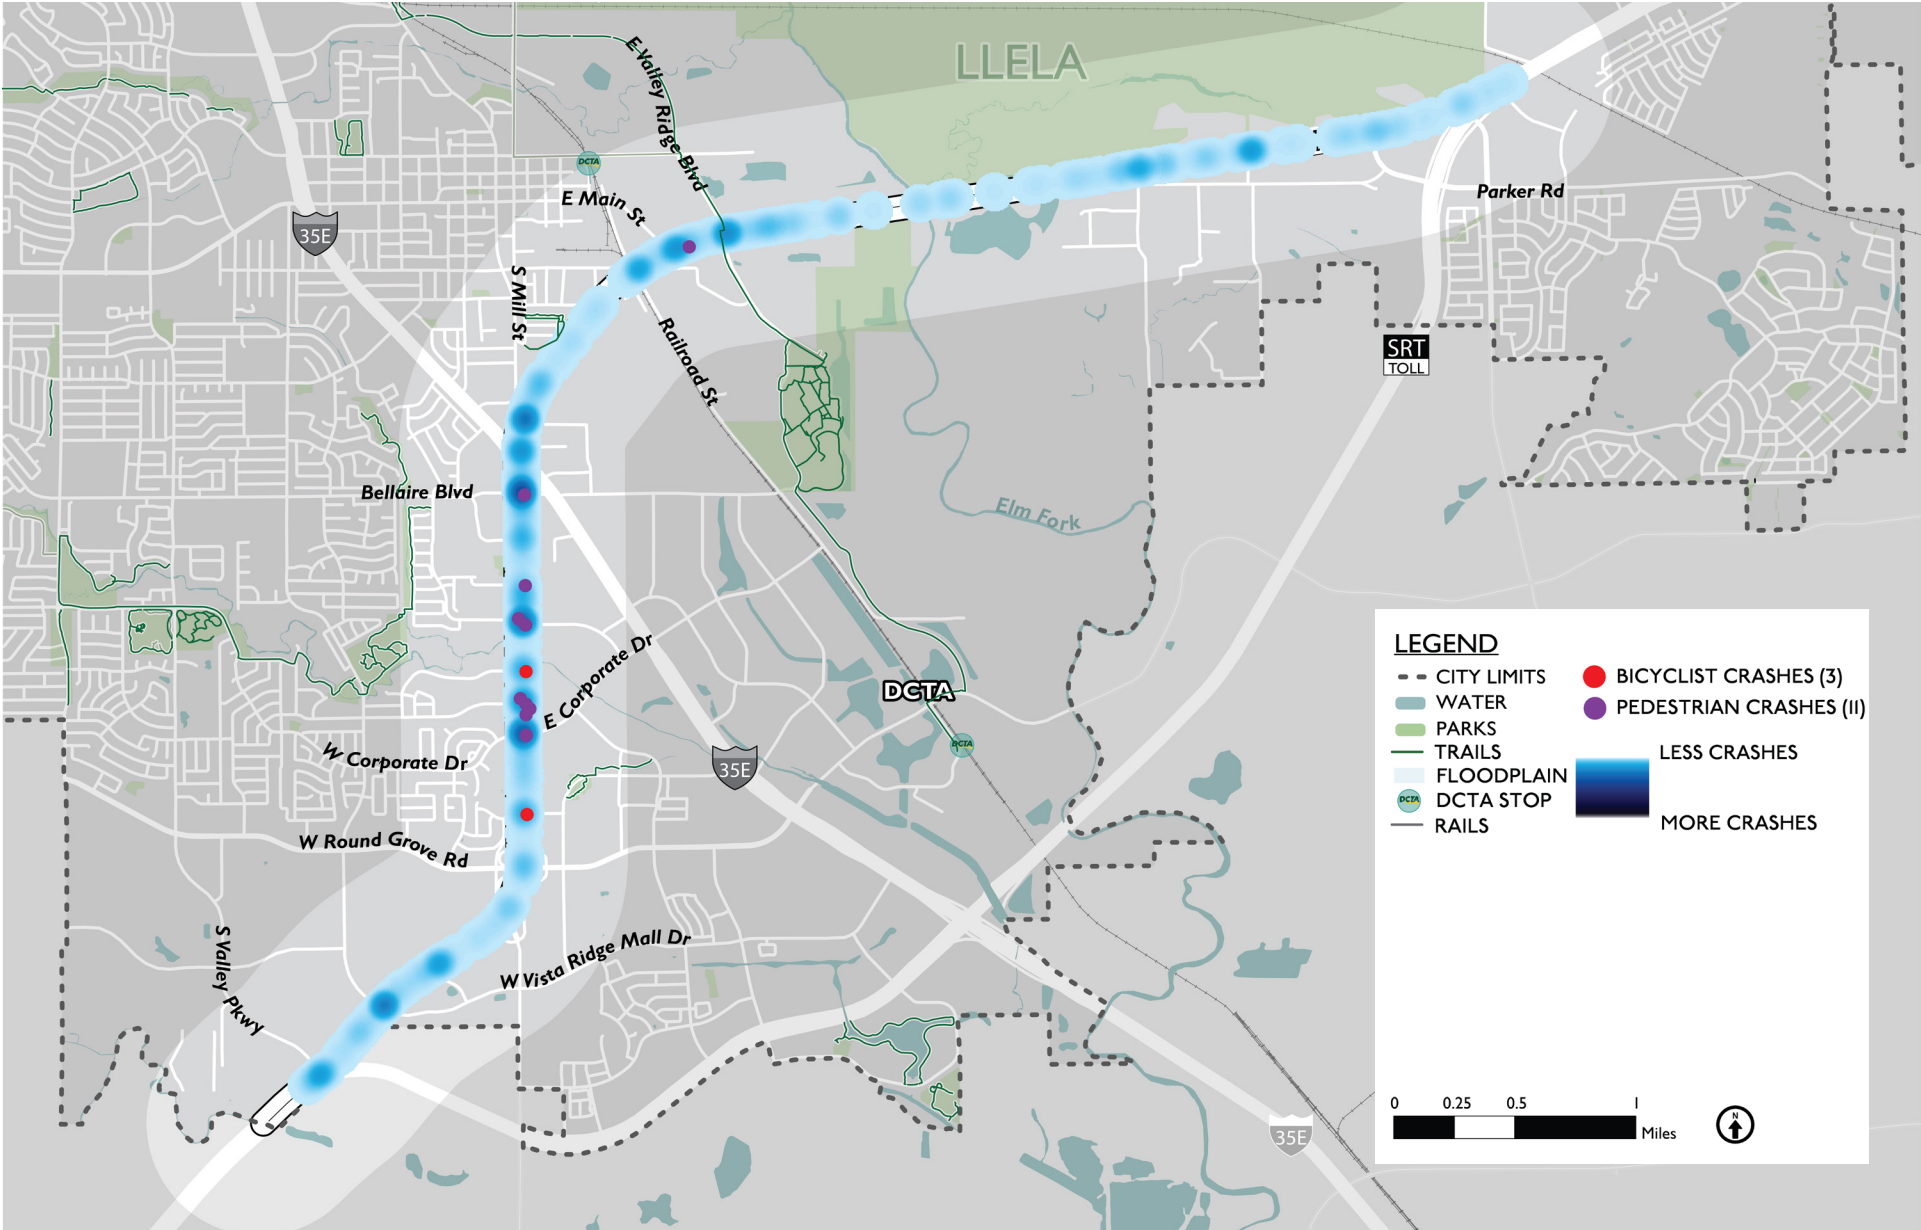 LLELA
E Valley Ridge Blvd
DCTA
E Main St
Parker Rd
35E
S Mill St
Railroad St
SRT
TOLL
Bellaire Blvd
Elm Fork
E Corporate Dr
DCTA
W Corporate Dr
DCTA
35E
W Round Grove Rd
S Valley Pkwy
W Vista Ridge Mall Dr
35E
LEGEND
CITY LIMITS
WATER
PARKS
TRAILS
FLOODPLAIN
DCTA DCTA STOP
RAILS
BICYCLIST CRASHES (3)
PEDESTRIAN CRASHES (11)
LESS CRASHES
MORE CRASHES
0 0.25 0.5 1
Miles
N